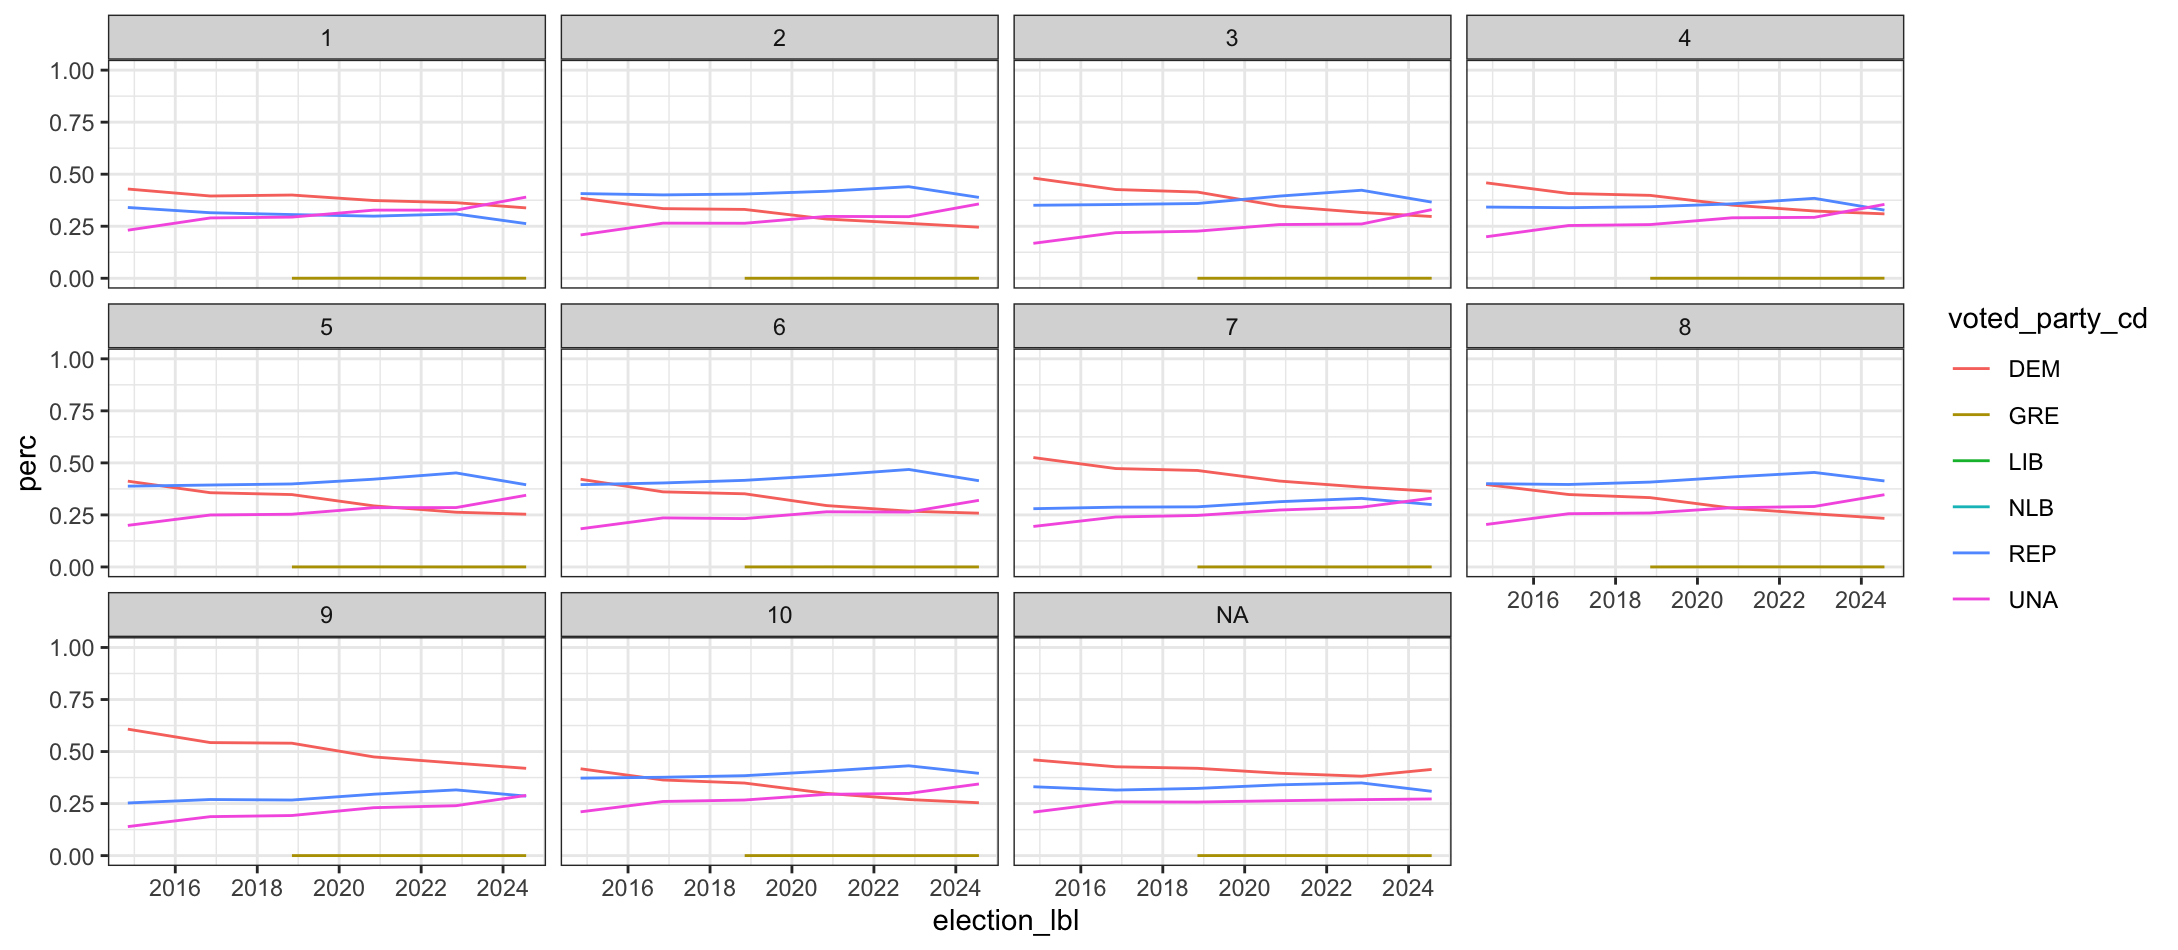 1 2 3 4
1.00
0.75
0.50
0.25
0.00
5 6 7 8
1.00
0.75
0.50
0.25
0.00
2016 2018 2020 2022 2024
9 10 NA
1.00
0.75
0.50
0.25
0.00
2016 2018 2020 2022 2024 2016 2018 2020 2022 2024 2016 2018 2020 2022 2024
perc
election_lbl
voted_party_cd
DEM
GRE
LIB
NLB
REP
UNA